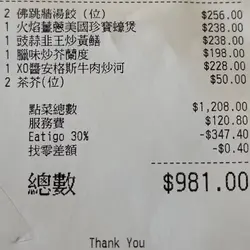 2 佛跳牆湯餃(位) $256.00
1 火焰薑蔥美國珍寶蠔煲 $238.00
1 豉蒜韭王炒黃鱔 $238.00
1 臘味炒芥蘭度 $198.00
1 XO醬安格斯牛肉炒河 $228.00
2 茶芥(位) $50.00
點菜總數 $1,208.00
服務費 $120.80
Eatigo 30% -$347.40
找零差額 -$0.40
總數 $981.00
Thank You